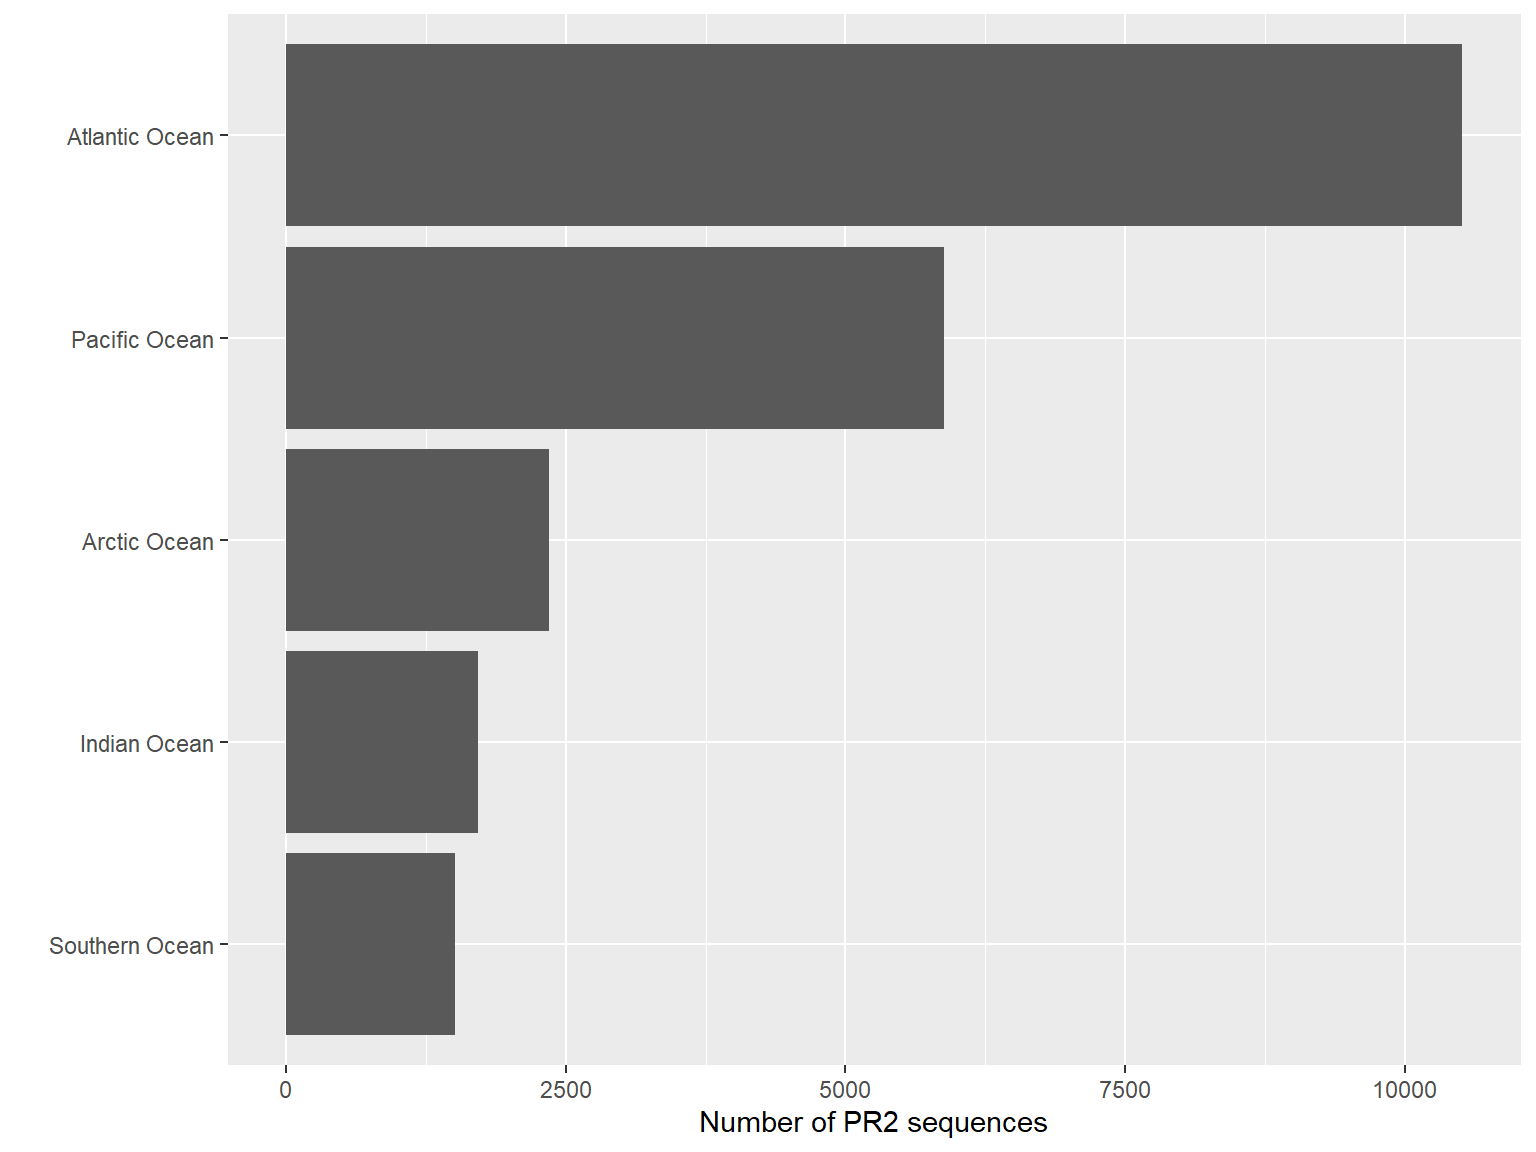 Atlantic Ocean
Pacific Ocean
Arctic Ocean
Indian Ocean
Southern Ocean
0 2500 5000 7500 10000
Number of PR2 sequences